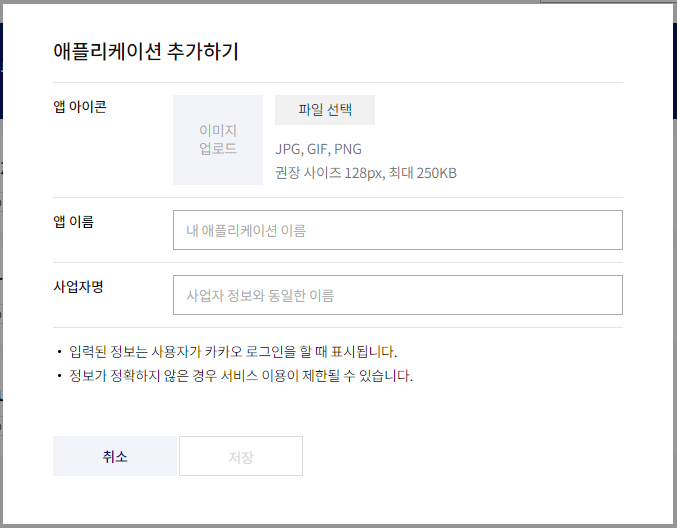 애플리케이션 추가하기
앱 아이콘
이미지
업로드
파일 선택
JPG, GIF, PNG
권장 사이즈 128px, 최대 250KB
앱 이름
내 애플리케이션 이름
사업자명
사업자 정보와 동일한 이름
• 입력된 정보는 사용자가 카카오 로그인을 할 때 표시됩니다.
• 정보가 정확하지 않은 경우 서비스 이용이 제한될 수 있습니다.
취소
저장